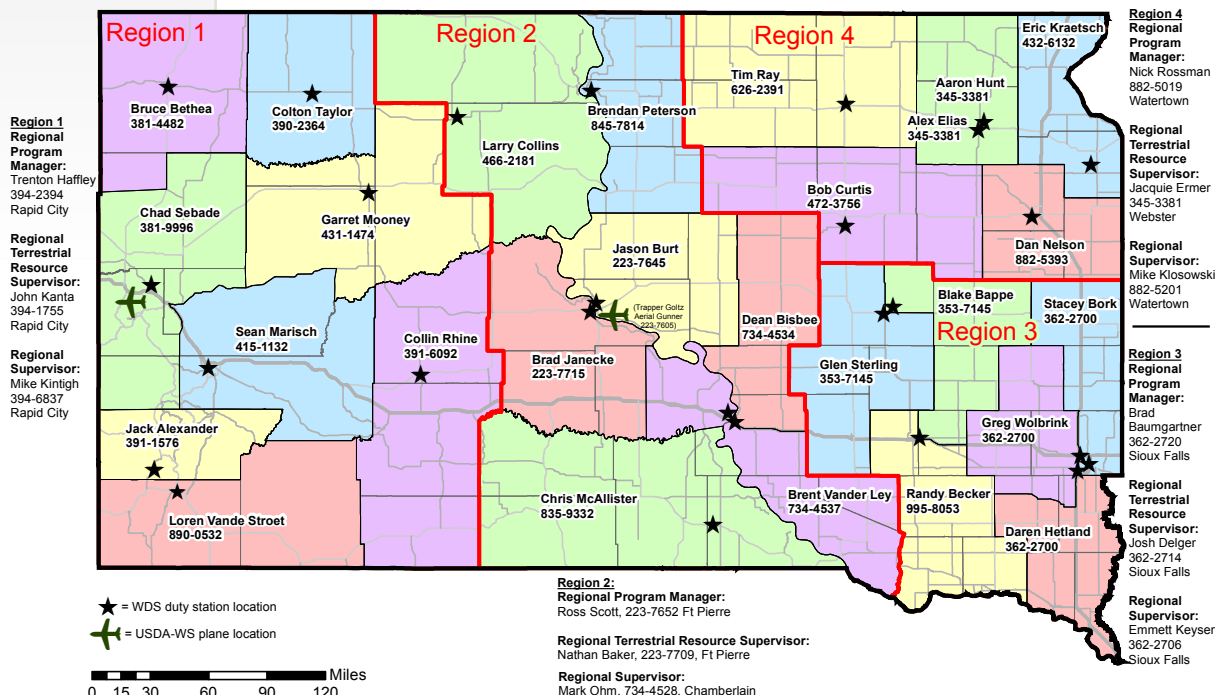 Region 1
Region 2
Region 4
Region 3
Bruce Bethea
381-4482
Colton Taylor
390-2364
Larry Collins
466-2181
Brendan Peterson
845-7814
Tim Ray
626-2391
Aaron Hunt
345-3381
Alex Elias
345-3381
Eric Kraetsch
432-6132
Chad Sebade
381-9996
Garret Mooney
431-1474
Jason Burt
223-7645
Bob Curtis
472-3756
Dan Nelson
882-5393
(Trapper Goltz
Aerial Gunner
223-7605)
Sean Marisch
415-1132
Collin Rhine
391-6092
Brad Janecke
223-7715
Dean Bisbee
734-4534
Glen Sterling
353-7145
Blake Bappe
353-7145
Stacey Bork
362-2700
Jack Alexander
391-1576
Greg Wolbrink
362-2700
Loren Vande Stroet
890-0532
Chris McAllister
835-9332
Brent Vander Ley
734-4537
Randy Becker
995-8053
Daren Hetland
362-2700
Region 1
Regional
Program
Manager:
Trenton Haffley
394-2394
Rapid City
Regional
Terrestrial
Resource
Supervisor:
John Kanta
394-1755
Rapid City
Regional
Supervisor:
Mike Kintigh
394-6837
Rapid City
Region 4
Regional
Program
Manager:
Nick Rossman
882-5019
Watertown
Regional
Terrestrial
Resource
Supervisor:
Jacquie Ermer
345-3381
Webster
Regional
Supervisor:
Mike Klosowski
882-5201
Watertown
Region 3
Regional
Program
Manager:
Brad
Baumgartner
362-2720
Sioux Falls
Regional
Terrestrial
Resource
Supervisor:
Josh Delger
362-2714
Sioux Falls
Regional
Supervisor:
Emmett Keyser
362-2706
Sioux Falls
= WDS duty station location
= USDA-WS plane location
Miles
0 15 30 60 90 120
Region 2:
Regional Program Manager:
Ross Scott, 223-7652 Ft Pierre
Regional Terrestrial Resource Supervisor:
Nathan Baker, 223-7709, Ft Pierre
Regional Supervisor:
Mark Ohm, 734-4528, Chamberlain